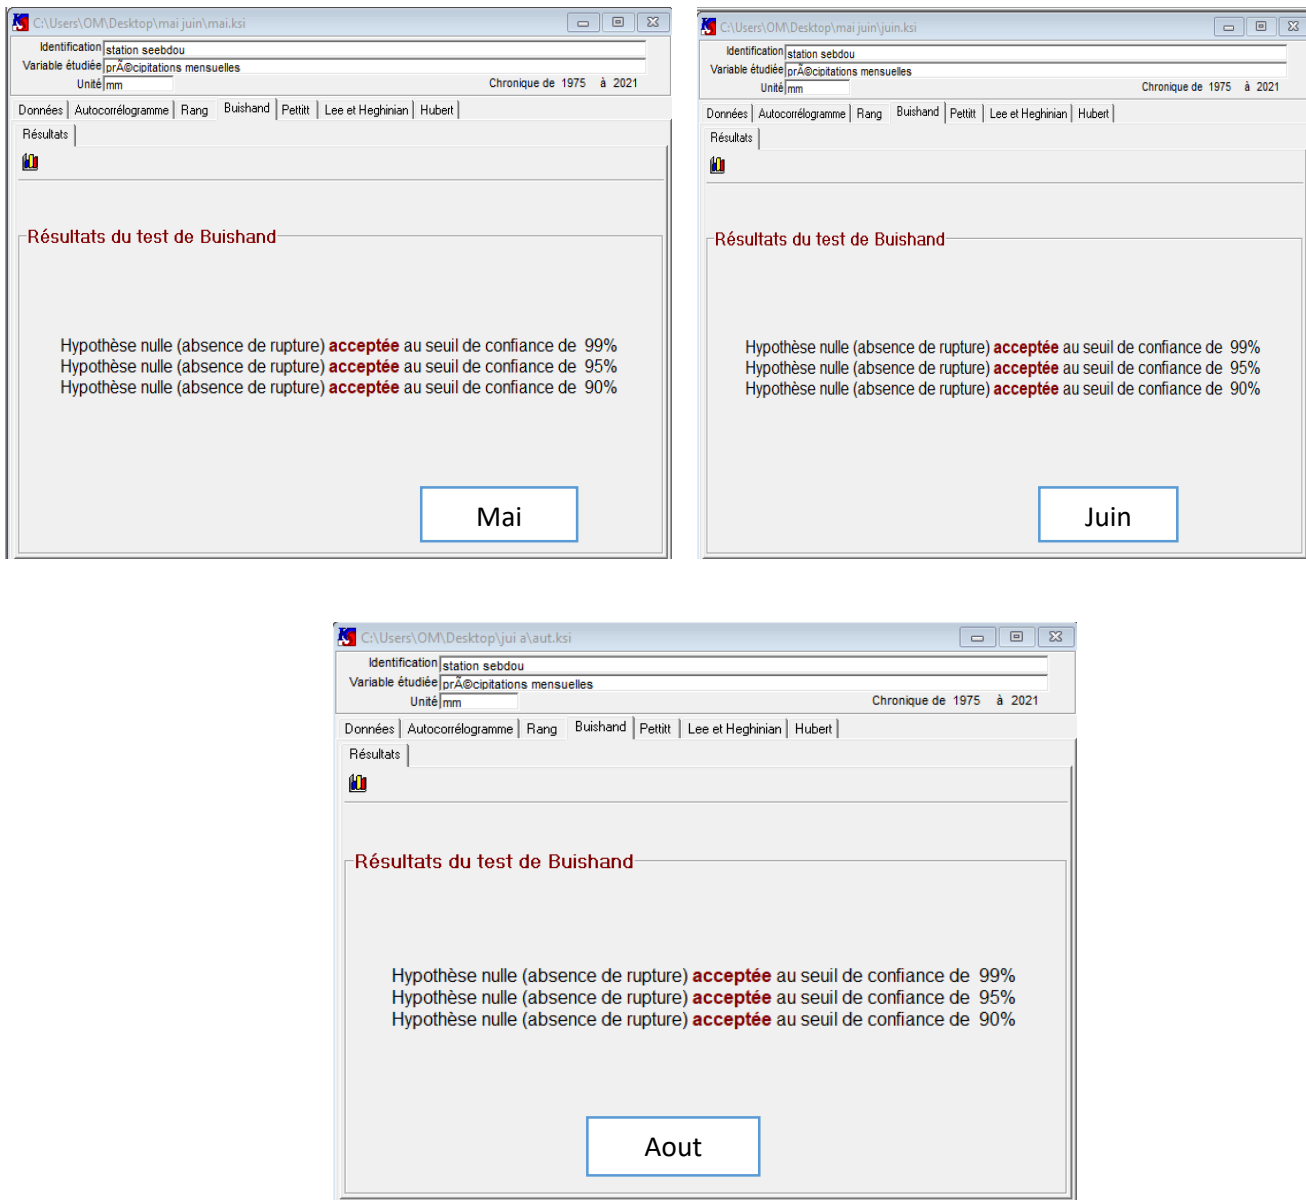 C:\Users\OM\Desktop\mai juin\mai.ksi
Identification station seebdou
Variable étudiée prÃ©cipitations mensuelles
Unité mm Chronique de 1975 à 2021
Données Autocorrélogramme Rang Buishand Pettitt Lee et Heghinian Hubert
Résultats
Résultats du test de Buishand
Hypothèse nulle (absence de rupture) acceptée au seuil de confiance de 99%
Hypothèse nulle (absence de rupture) acceptée au seuil de confiance de 95%
Hypothèse nulle (absence de rupture) acceptée au seuil de confiance de 90%
Mai
C:\Users\OM\Desktop\mai juin\juin.ksi
Identification station sebdou
Variable étudiée prÃ©cipitations mensuelles
Unité mm Chronique de 1975 à 2021
Données Autocorrélogramme Rang Buishand Pettitt Lee et Heghinian Hubert
Résultats
Résultats du test de Buishand
Hypothèse nulle (absence de rupture) acceptée au seuil de confiance de 99%
Hypothèse nulle (absence de rupture) acceptée au seuil de confiance de 95%
Hypothèse nulle (absence de rupture) acceptée au seuil de confiance de 90%
Juin
C:\Users\OM\Desktop\jui a\aut.ksi
Identification station sebdou
Variable étudiée prÃ©cipitations mensuelles
Unité mm Chronique de 1975 à 2021
Données Autocorrélogramme Rang Buishand Pettitt Lee et Heghinian Hubert
Résultats
Résultats du test de Buishand
Hypothèse nulle (absence de rupture) acceptée au seuil de confiance de 99%
Hypothèse nulle (absence de rupture) acceptée au seuil de confiance de 95%
Hypothèse nulle (absence de rupture) acceptée au seuil de confiance de 90%
Aout